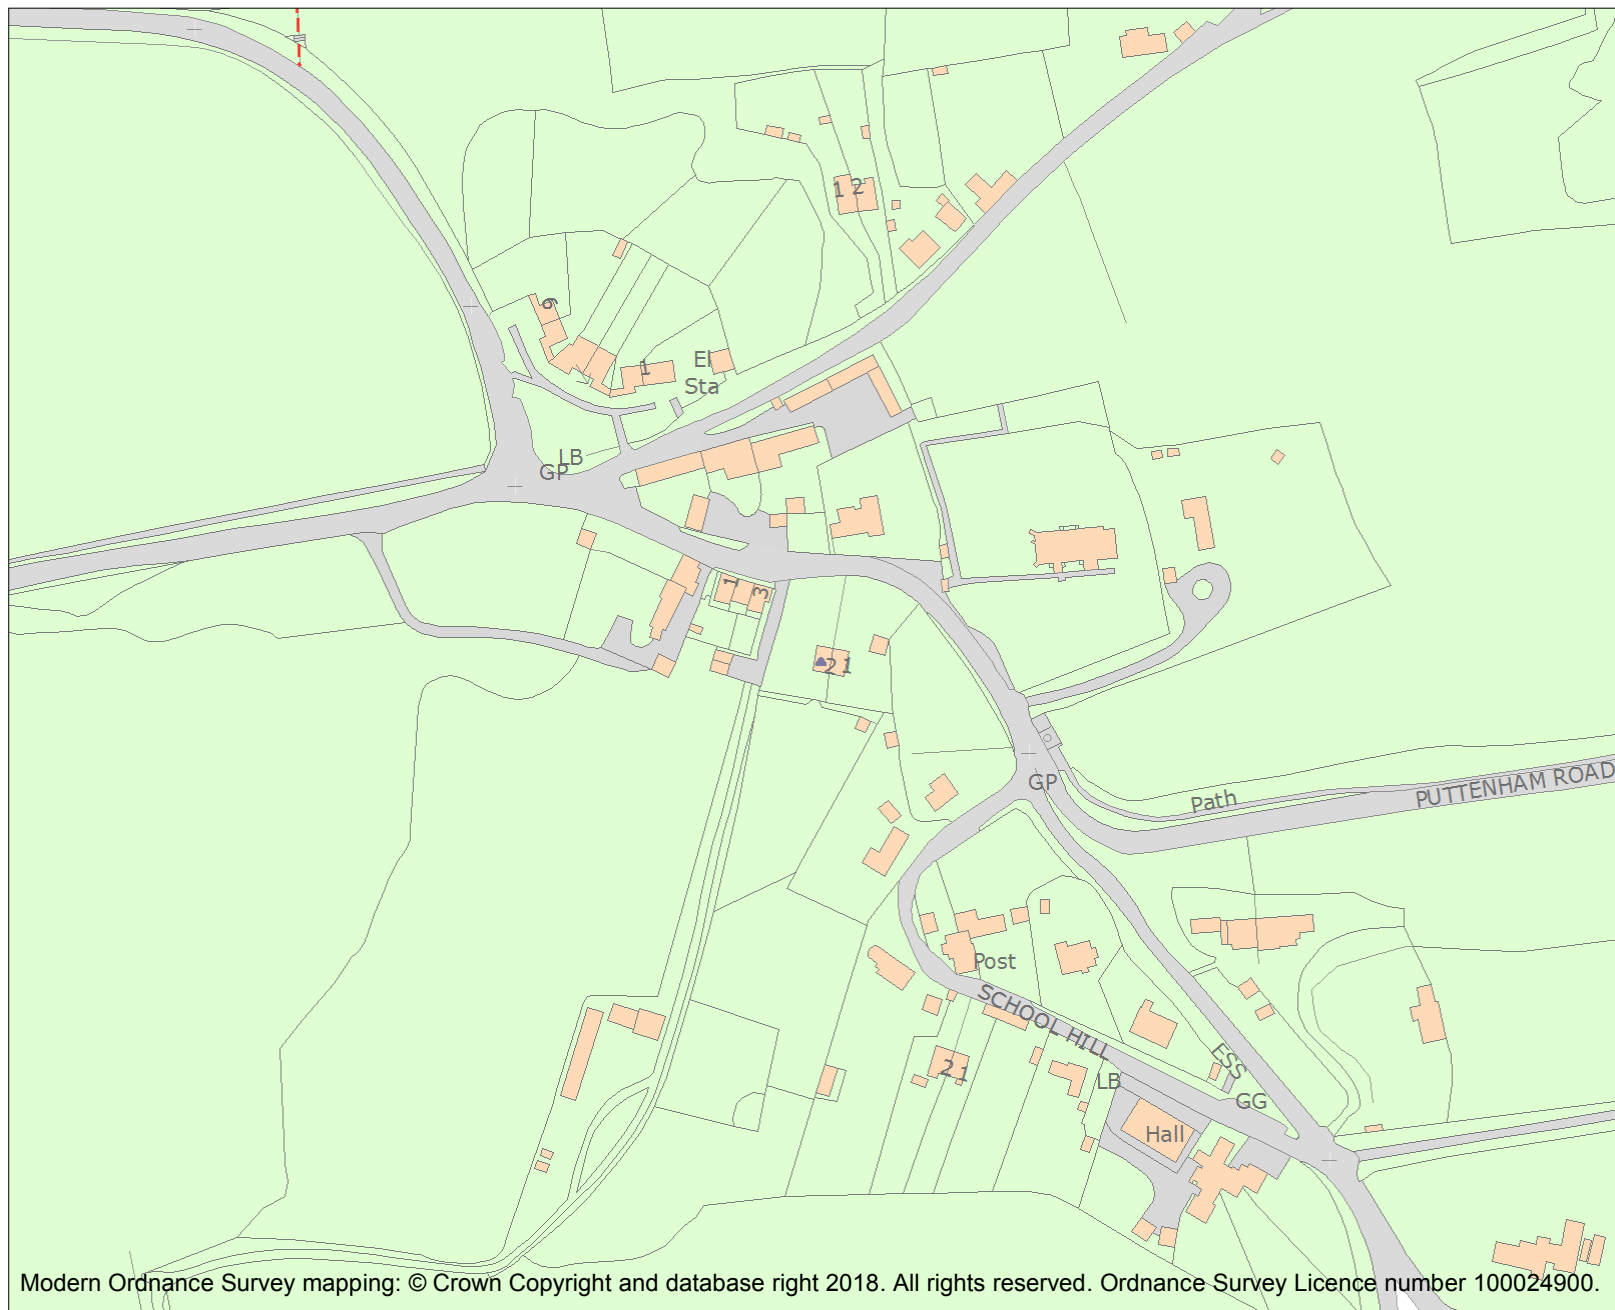 1 2
6
1
El
Sta
LB
GP
1
3
2 1
GP
Path
PUTTENHAM ROAD
Post
SCHOOL HILL
2 1
ESS
LB
GG
Hall
Modern Ordnance Survey mapping: © Crown Copyright and database right 2018. All rights reserved. Ordnance Survey Licence number 100024900.